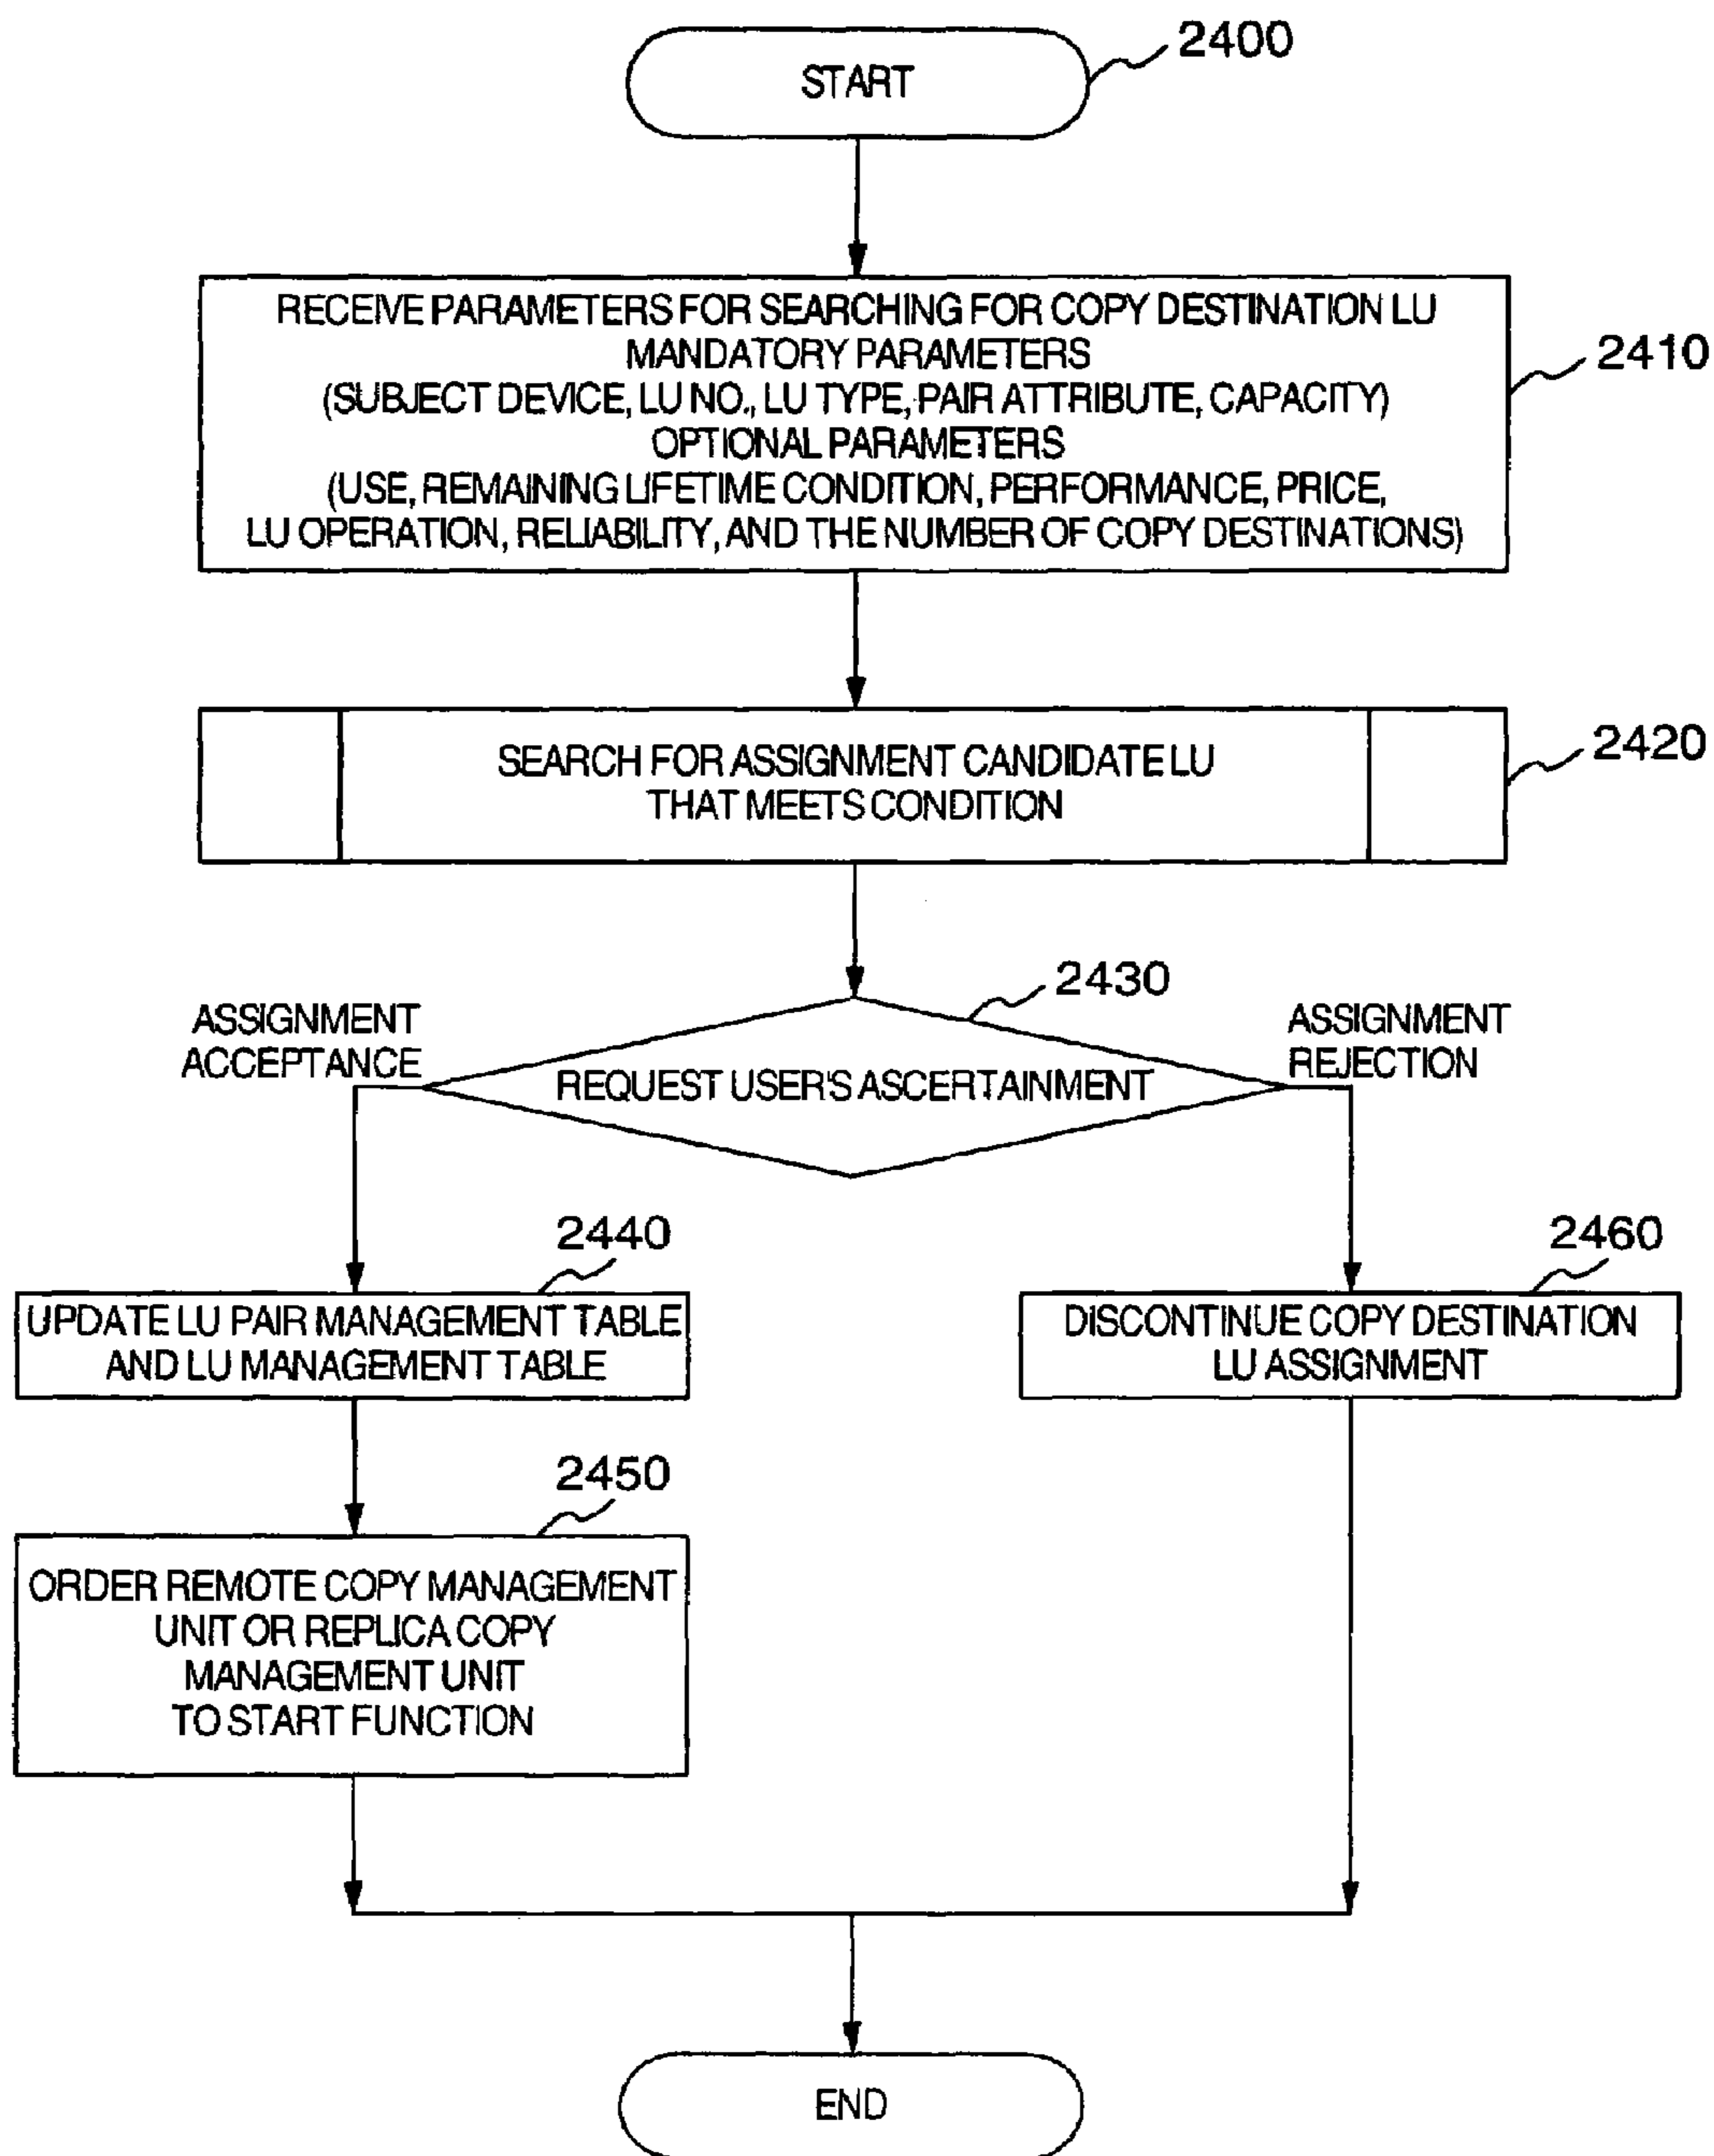 START
2400
RECEIVE PARAMETERS FOR SEARCHING FOR COPY DESTINATION LU
MANDATORY PARAMETERS
(SUBJECT DEVICE, LU NO., LU TYPE, PAIR ATTRIBUTE, CAPACITY)
OPTIONAL PARAMETERS
(USE, REMAINING LIFETIME CONDITION, PERFORMANCE, PRICE,
LU OPERATION, RELIABILITY, AND THE NUMBER OF COPY DESTINATIONS)
2410
SEARCH FOR ASSIGNMENT CANDIDATE LU
THAT MEETS CONDITION
2420
2430
ASSIGNMENT
ACCEPTANCE
REQUEST USER'S ASCERTAINMENT
ASSIGNMENT
REJECTION
2440
UPDATE LU PAIR MANAGEMENT TABLE
AND LU MANAGEMENT TABLE
2460
DISCONTINUE COPY DESTINATION
LU ASSIGNMENT
2450
ORDER REMOTE COPY MANAGEMENT
UNIT OR REPLICA COPY
MANAGEMENT UNIT
TO START FUNCTION
END